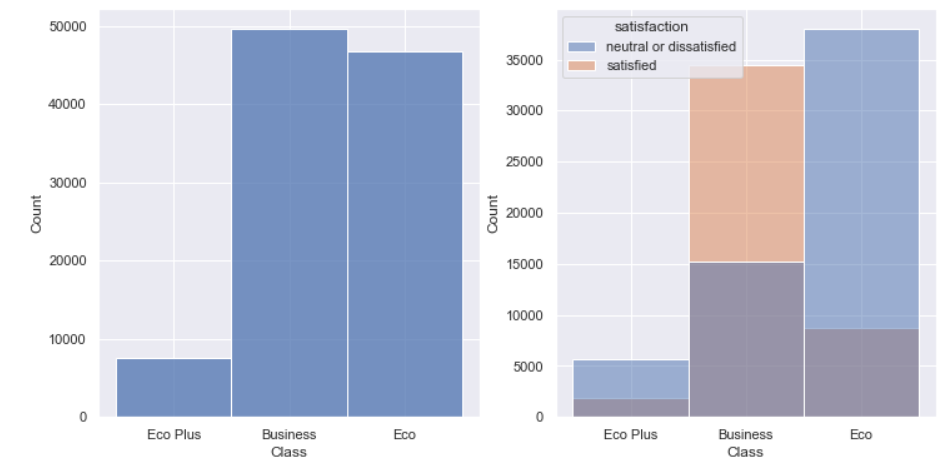 50000
40000
30000
20000
10000
0
Count
Eco Plus Business Eco
Class
satisfaction
neutral or dissatisfied
satisfied
35000
30000
25000
20000
15000
10000
5000
0
Count
Eco Plus Business Eco
Class